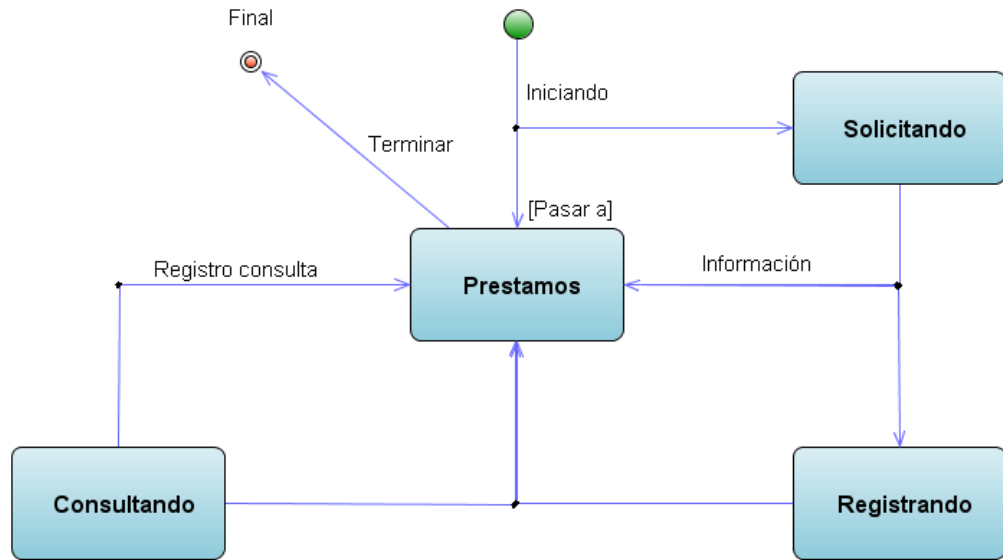 Final
Iniciando
Solicitando
Terminar
[Pasar a]
Registro consulta
Información
Prestamos
Consultando
Registrando